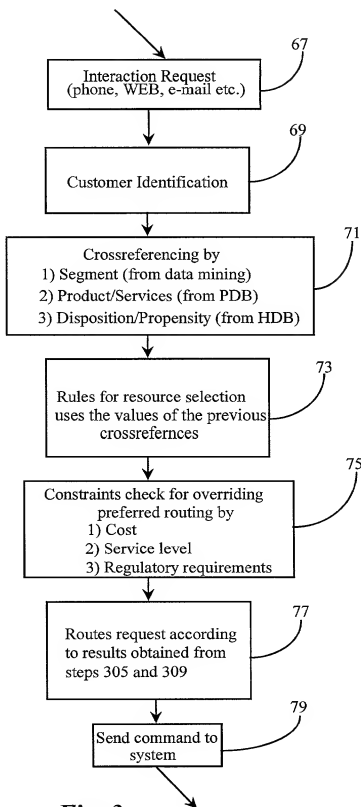 67
Interaction Request
(phone, WEB, e-mail etc.)
69
Customer Identification
71
Crossreferencing by
1) Segment (from data mining)
2) Product/Services (from PDB)
3) Disposition/Propensity (from HDB)
73
Rules for resource selection
uses the values of the previous
crossrefernces
75
Constraints check for overriding
preferred routing by
1) Cost
2) Service level
3) Regulatory requirements
77
Routes request according
to results obtained from
steps 305 and 309
79
Send command to
system
Fig. 3